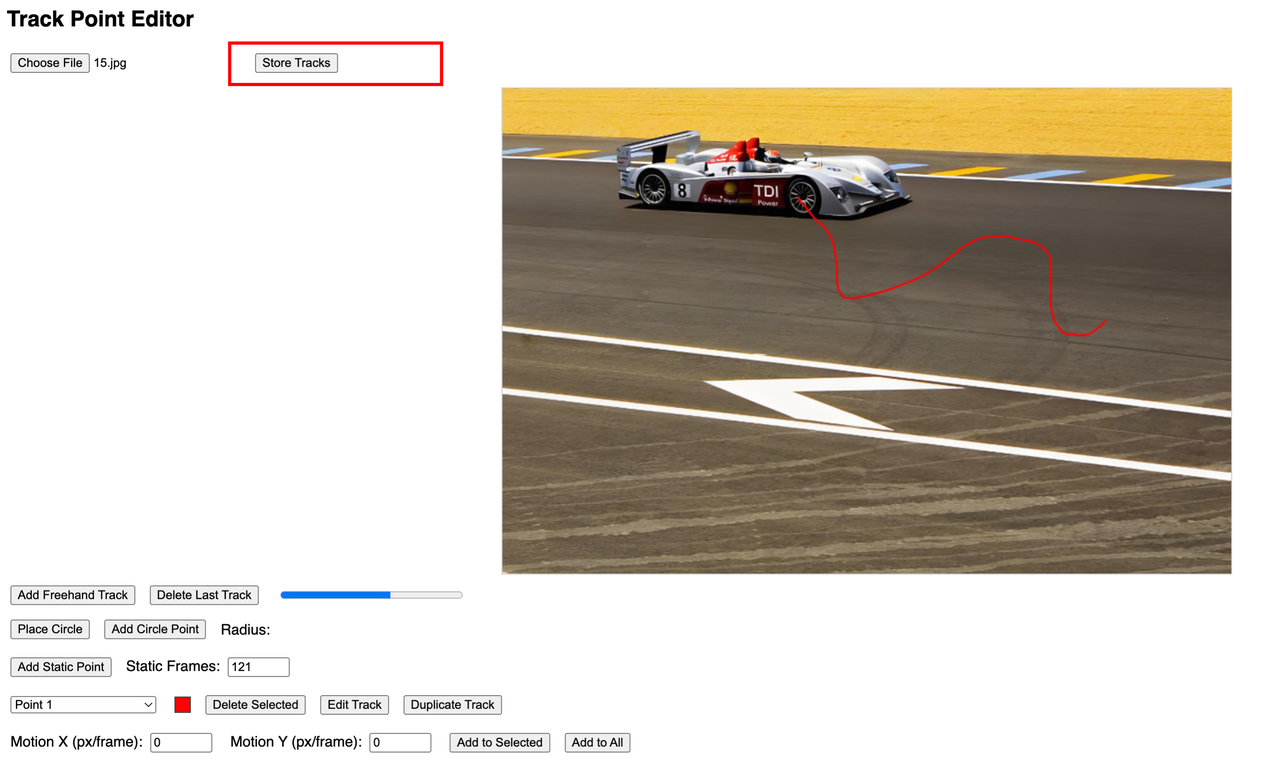 Track Point Editor
Choose File 15.jpg Store Tracks
8 TDI
Power
Add Freehand Track Delete Last Track
Place Circle Add Circle Point Radius:
Add Static Point Static Frames: 121
Point 1 Delete Selected Edit Track Duplicate Track
Motion X (px/frame): 0 Motion Y (px/frame): 0 Add to Selected Add to All